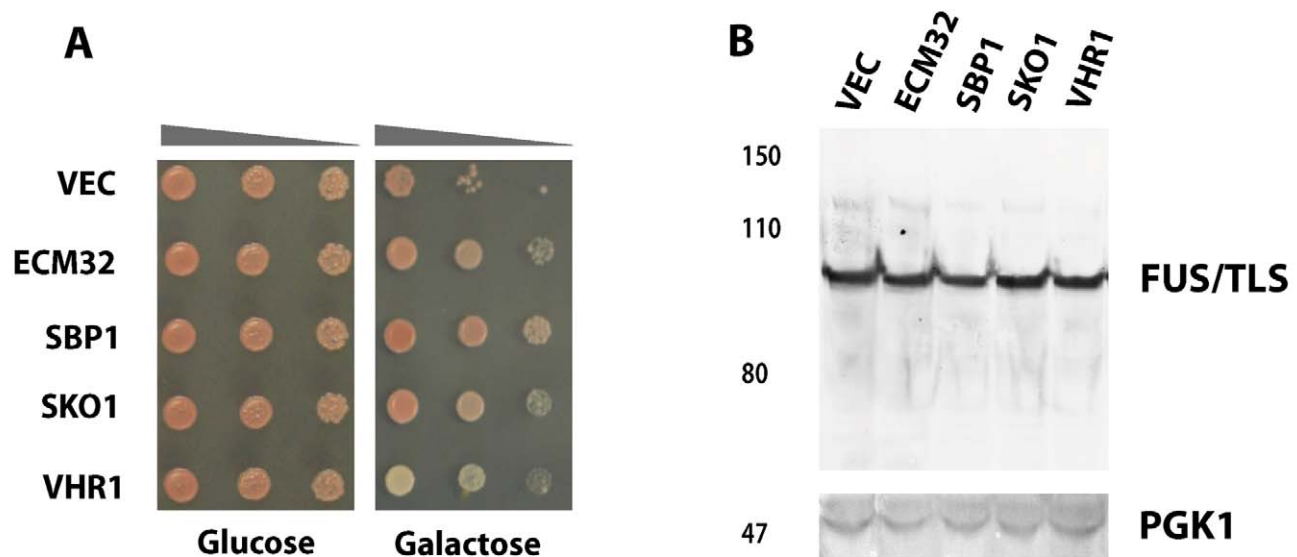 A
VEC
ECM32
SBP1
SKO1
VHR1
Glucose
Galactose
B
VEC
ECM32
SBP1
SKO1
VHR1
150
110
80
47
FUS/TLS
PGK1